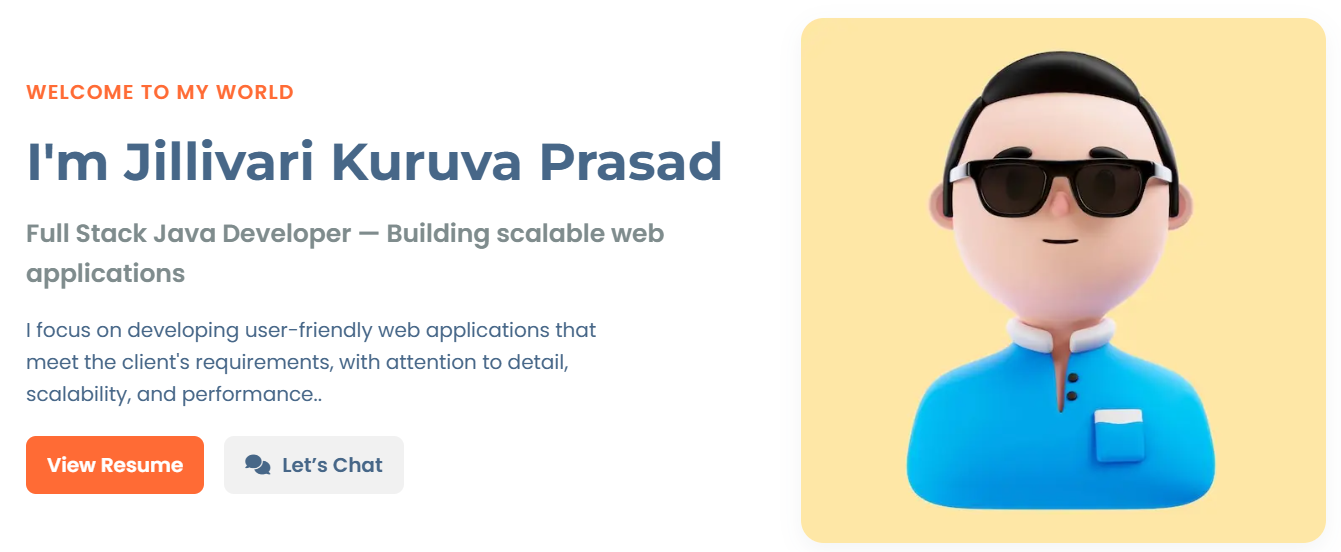 WELCOME TO MY WORLD
I'm Jillivari Kuruva Prasad
Full Stack Java Developer — Building scalable web
applications
I focus on developing user-friendly web applications that
meet the client's requirements, with attention to detail,
scalability, and performance..
View Resume
Let’s Chat